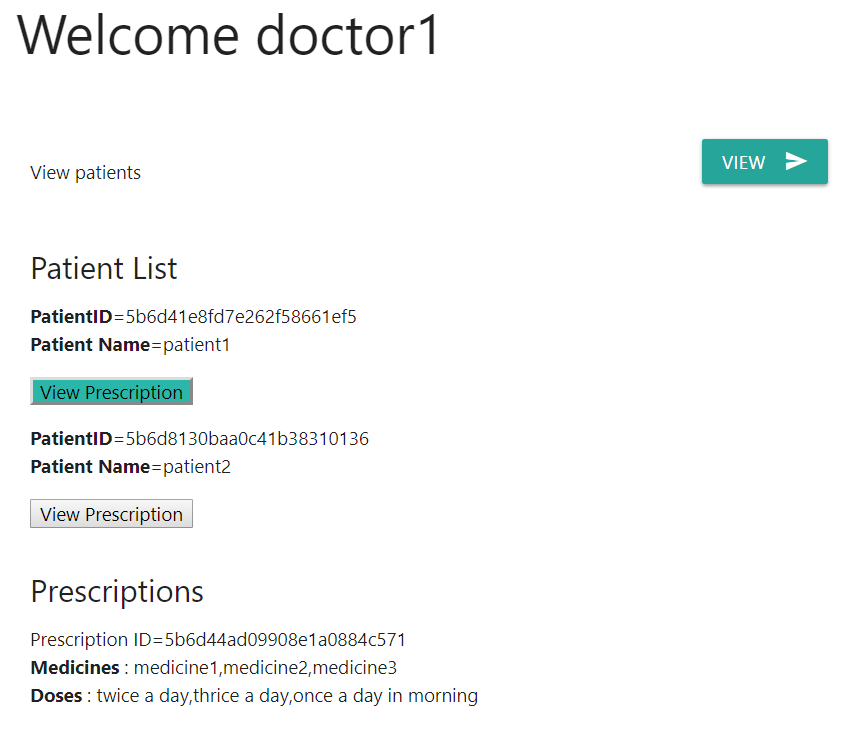 Welcome doctor1
View patients
VIEW
Patient List
PatientID=5b6d41e8fd7e262f58661ef5
Patient Name=patient1
View Prescription
PatientID=5b6d8130baa0c41b38310136
Patient Name=patient2
View Prescription
Prescriptions
Prescription ID=5b6d44ad09908e1a0884c571
Medicines : medicine1,medicine2,medicine3
Doses : twice a day,thrice a day,once a day in morning